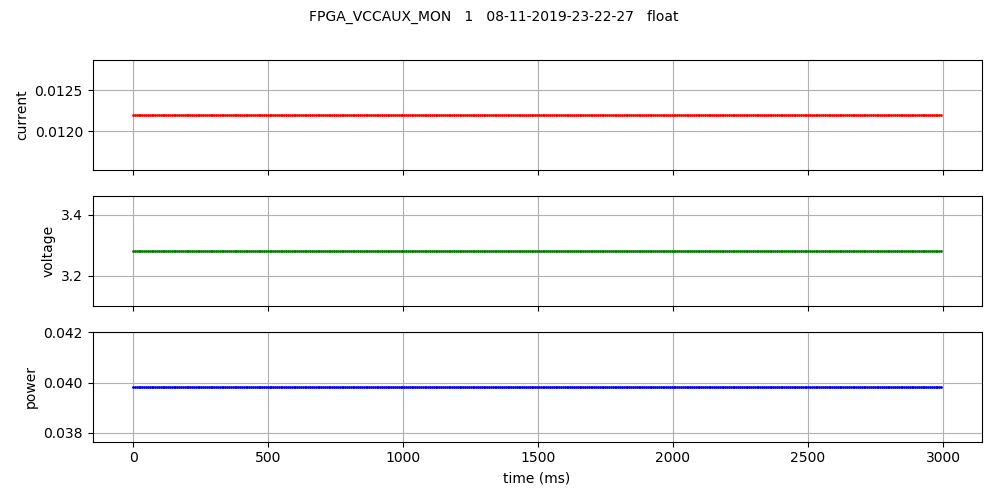 FPGA_VCCAUX_MON 1 08-11-2019-23-22-27 float
0.0125
0.0120
current
3.4
3.2
voltage
0.042
0.040
0.038
power
0 500 1000 1500 2000 2500 3000
time (ms)